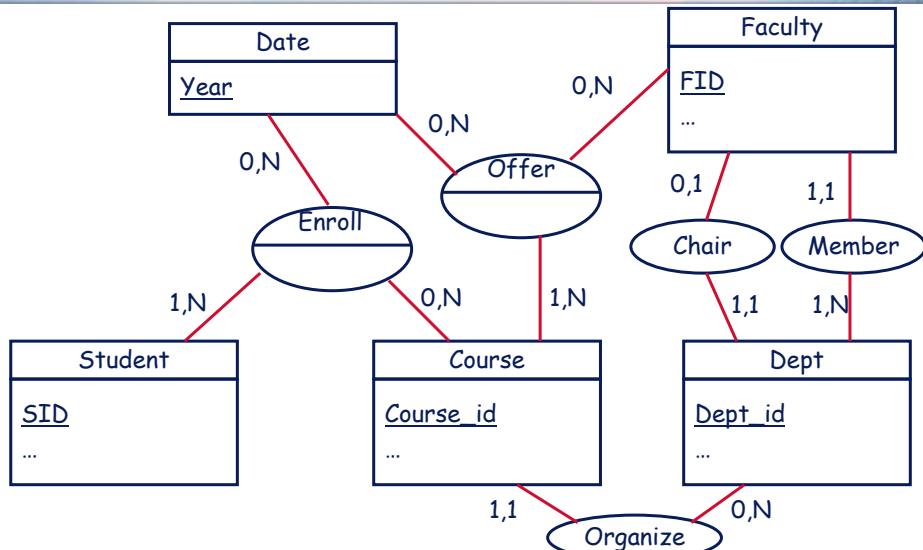 Date
Year
Faculty
FID
...
0,N
0,N
0,N
Offer
Enroll
0,1
1,1
Chair
Member
1,N
0,N
1,N
1,1
1,N
Student
SID
...
Course
Course_id
...
Dept
Dept_id
...
1,1
0,N
Organize